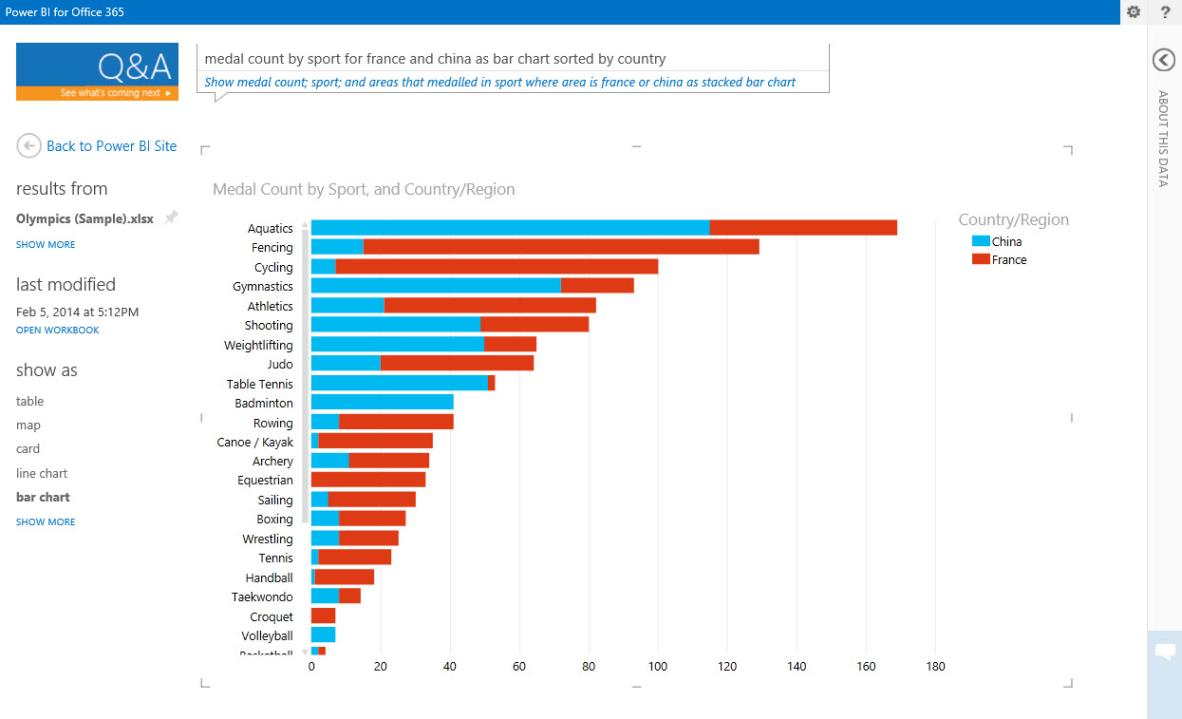 Power BI for Office 365
?
Q&A
See what's coming next
medal count by sport for france and china as bar chart sorted by country
Show medal count; sport; and areas that medalled in sport where area is france or china as stacked bar chart
ABOUT THIS DATA
Back to Power BI Site
results from
Olympics (Sample).xlsx
SHOW MORE
last modified
Feb 5, 2014 at 5:12PM
OPEN WORKBOOK
show as
table
map
card
line chart
bar chart
SHOW MORE
Medal Count by Sport, and Country/Region
Aquatics
Fencing
Cycling
Gymnastics
Athletics
Shooting
Weightlifting
Judo
Table Tennis
Badminton
Rowing
Canoe / Kayak
Archery
Equestrian
Sailing
Boxing
Wrestling
Tennis
Handball
Taekwondo
Croquet
Volleyball
Basketball
0 20 40 60 80 100 120 140 160 180
Country/Region
China
France